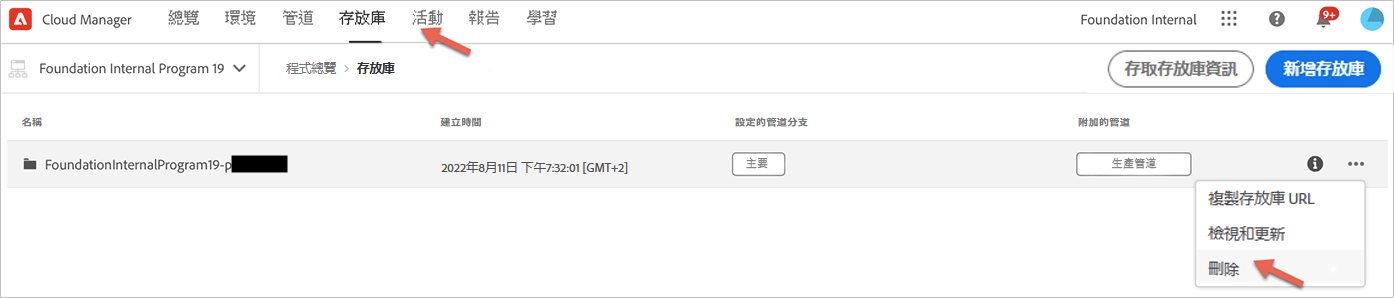 Cloud Manager 總覽 環境 管道 存放庫 活動 報告 學習 Foundation Internal 9+
Foundation Internal Program 19 程式總覽 > 存放庫 存取存放庫資訊 新增存放庫
名稱 建立時間 設定的管道分支 附加的管道
FoundationInternalProgram19-p 2022年8月11日 下午7:32:01 [GMT+2] 主要 生產管道
複製存放庫 URL
檢視和更新
刪除